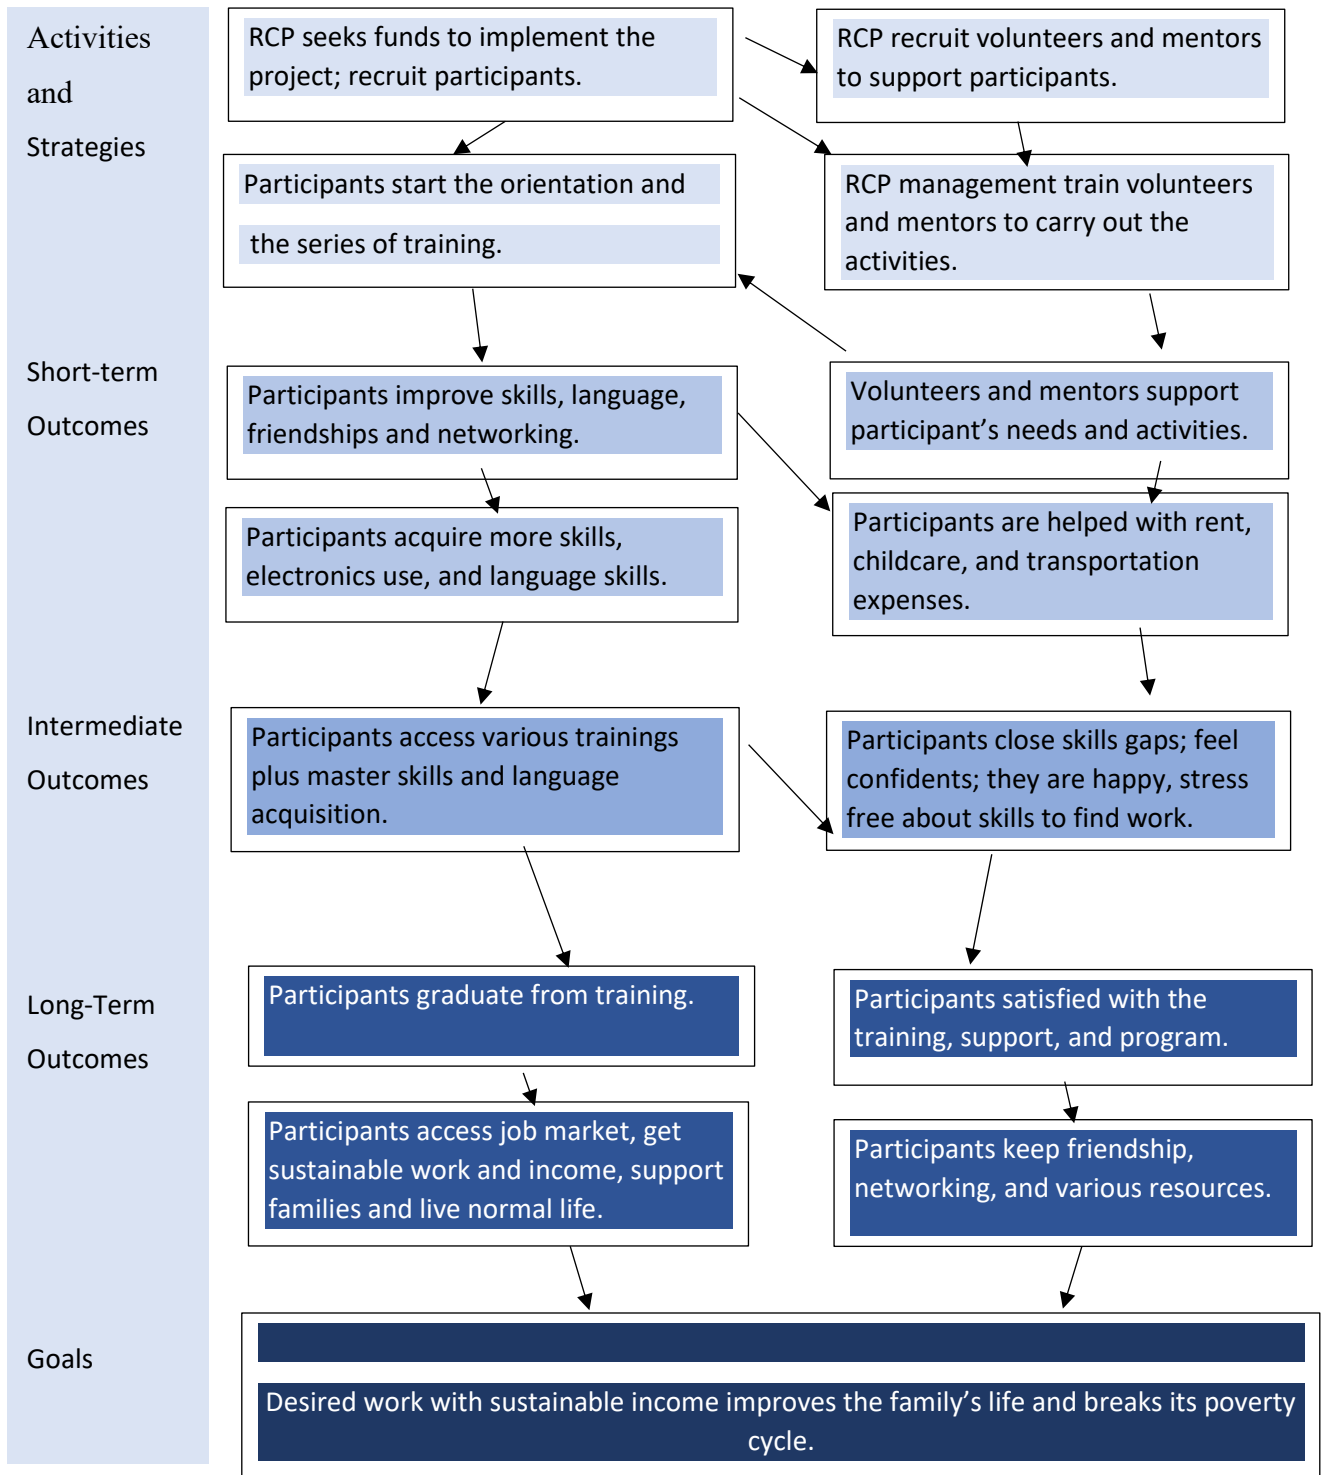 Activities
and
Strategies
RCP seeks funds to implement the
project; recruit participants.
RCP recruit volunteers and mentors
to support participants.
Participants start the orientation and
the series of training.
RCP management train volunteers
and mentors to carry out the
activities.
Short-term
Outcomes
Participants improve skills, language,
friendships and networking.
Volunteers and mentors support
participant’s needs and activities.
Participants acquire more skills,
electronics use, and language skills.
Participants are helped with rent,
childcare, and transportation
expenses.
Intermediate
Outcomes
Participants access various trainings
plus master skills and language
acquisition.
Participants close skills gaps; feel
confidents; they are happy, stress
free about skills to find work.
Long-Term
Outcomes
Participants graduate from training.
Participants satisfied with the
training, support, and program.
Participants access job market, get
sustainable work and income, support
families and live normal life.
Participants keep friendship,
networking, and various resources.
Goals
Desired work with sustainable income improves the family’s life and breaks its poverty
cycle.